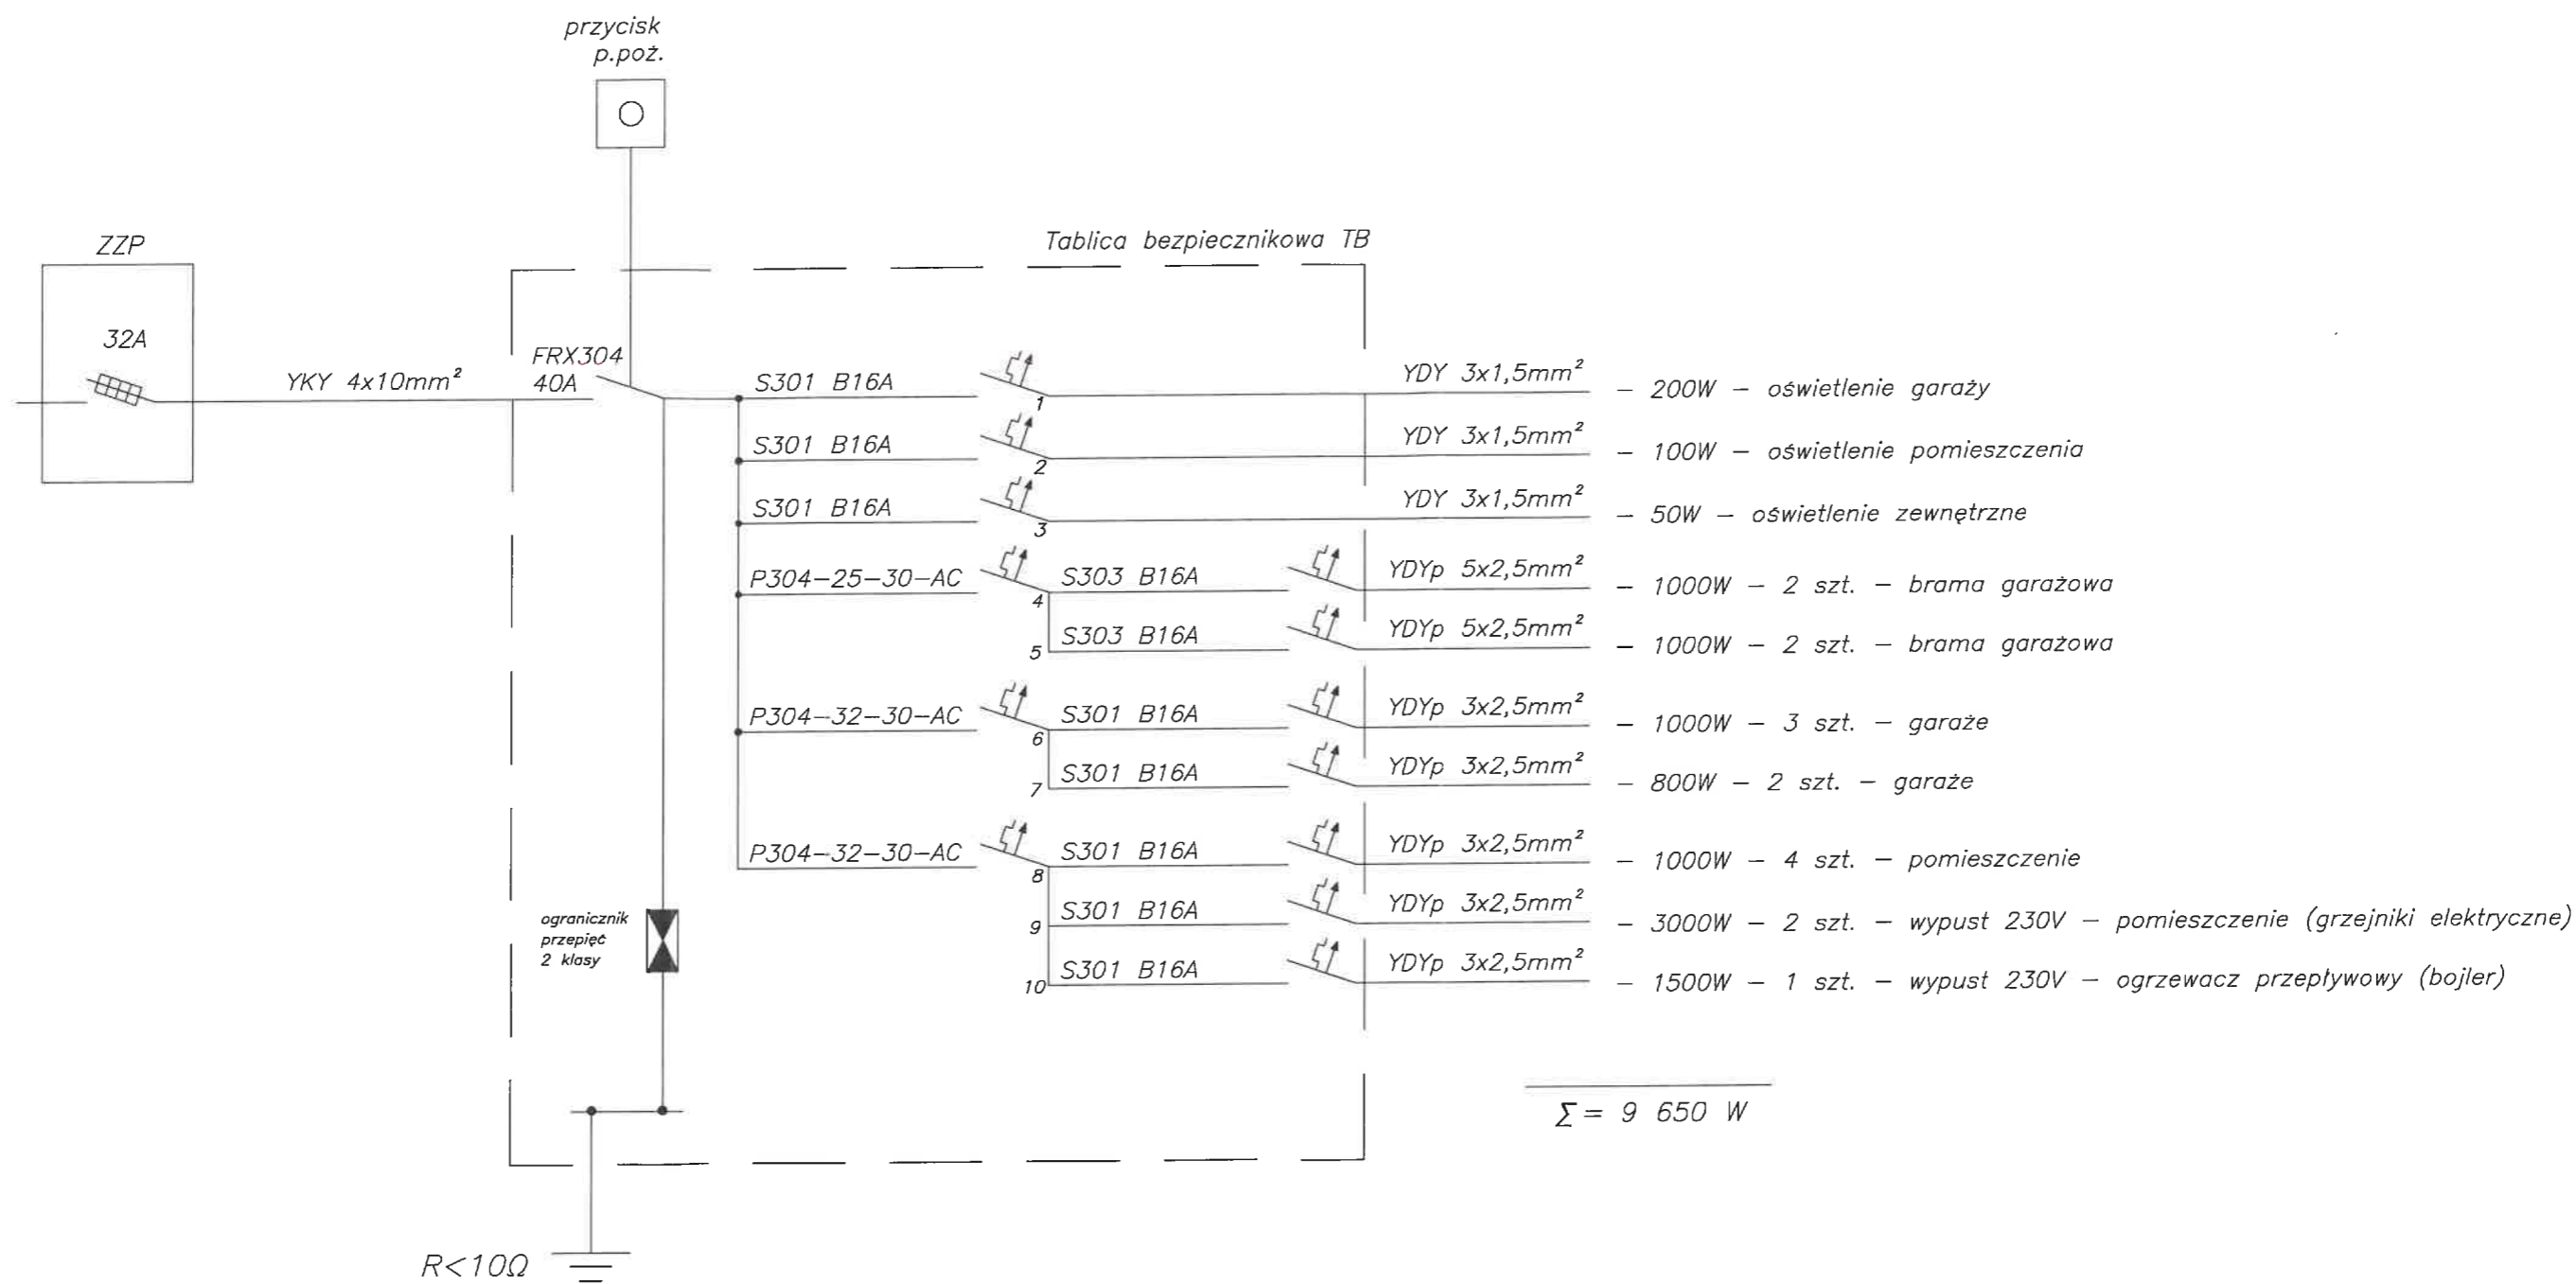 przycisk
p.poż.
ZZP
32A
YKY 4x10mm²
Tablica bezpiecznikowa TB
FRX304
40A
S301 B16A
1
YDY 3x1,5mm²
– 200W – oświetlenie garaży
S301 B16A
2
YDY 3x1,5mm²
– 100W – oświetlenie pomieszczenia
S301 B16A
3
YDY 3x1,5mm²
– 50W – oświetlenie zewnętrzne
P304-25-30-AC
4
S303 B16A
YDYp 5x2,5mm²
– 1000W – 2 szt. – brama garażowa
5
S303 B16A
YDYp 5x2,5mm²
– 1000W – 2 szt. – brama garażowa
P304-32-30-AC
6
S301 B16A
YDYp 3x2,5mm²
– 1000W – 3 szt. – garaże
7
S301 B16A
YDYp 3x2,5mm²
– 800W – 2 szt. – garaże
P304-32-30-AC
8
S301 B16A
YDYp 3x2,5mm²
– 1000W – 4 szt. – pomieszczenie
9
S301 B16A
YDYp 3x2,5mm²
– 3000W – 2 szt. – wypust 230V – pomieszczenie (grzejniki elektryczne)
10
S301 B16A
YDYp 3x2,5mm²
– 1500W – 1 szt. – wypust 230V – ogrzewacz przepływowy (bojler)
ogranicznik
przepięć
2 klasy
Σ= 9 650 W
R<10Ω